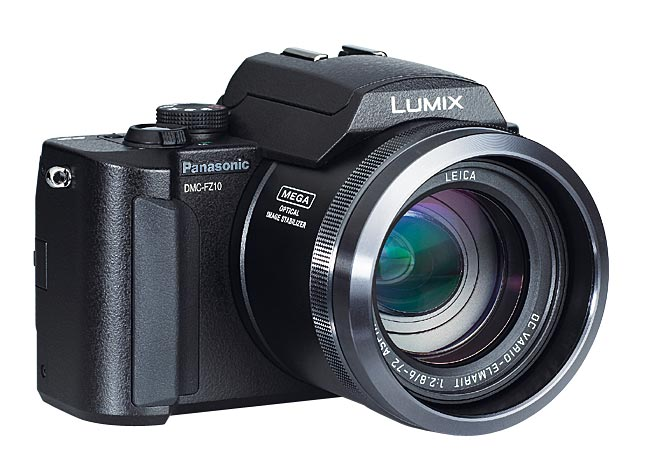 LUMIX
Panasonic
DMC-FZ10
MEGA
OPTICAL
IMAGE STABILIZER
LEICA
DC VARIO-ELMARIT 1:2.8/6-72